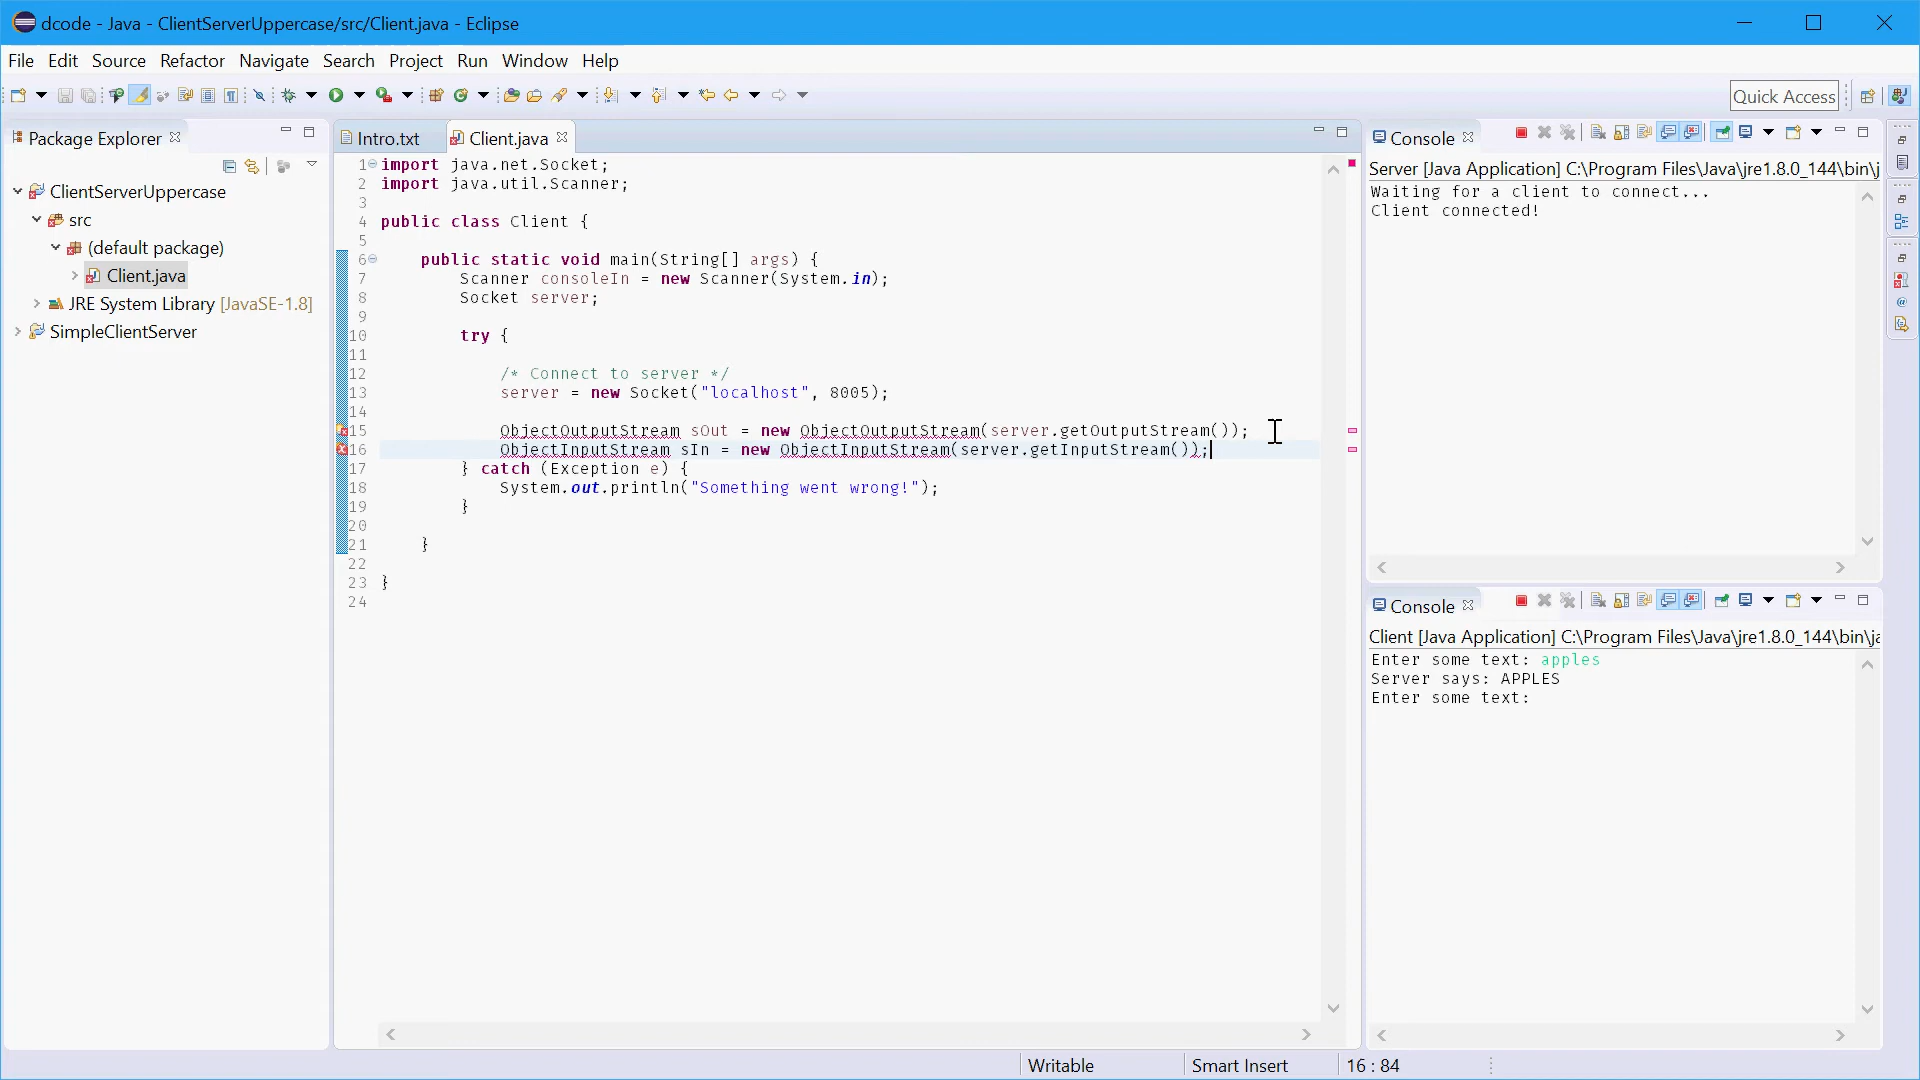 dcode - Java - ClientServerUppercase/src/Client.java - Eclipse
File Edit Source Refactor Navigate Search Project Run Window Help
Quick Access
Package Explorer
ClientServerUppercase
src
(default package)
Client.java
JRE System Library [JavaSE-1.8]
SimpleClientServer
Intro.txt
Client.java
1 import java.net.Socket;
2 import java.util.Scanner;
3
4 public class Client {
5
6 public static void main(String[] args) {
7 Scanner consoleIn = new Scanner(System.in);
8 Socket server;
9
10 try {
11
12 /* Connect to server */
13 server = new Socket("localhost", 8005);
14
15 ObjectOutputStream sOut = new ObjectOutputStream(server.getOutputStream());
16 ObjectInputStream sIn = new ObjectInputStream(server.getInputStream());
17 } catch (Exception e) {
18 System.out.println("Something went wrong!");
19 }
20
21 }
22
23 }
24
Console
Server [Java Application] C:\Program Files\Java\jre1.8.0_144\bin\j
Waiting for a client to connect...
Client connected!
Console
Client [Java Application] C:\Program Files\Java\jre1.8.0_144\bin\ja
Enter some text: apples
Server says: APPLES
Enter some text:
Writable
Smart Insert
16 : 84